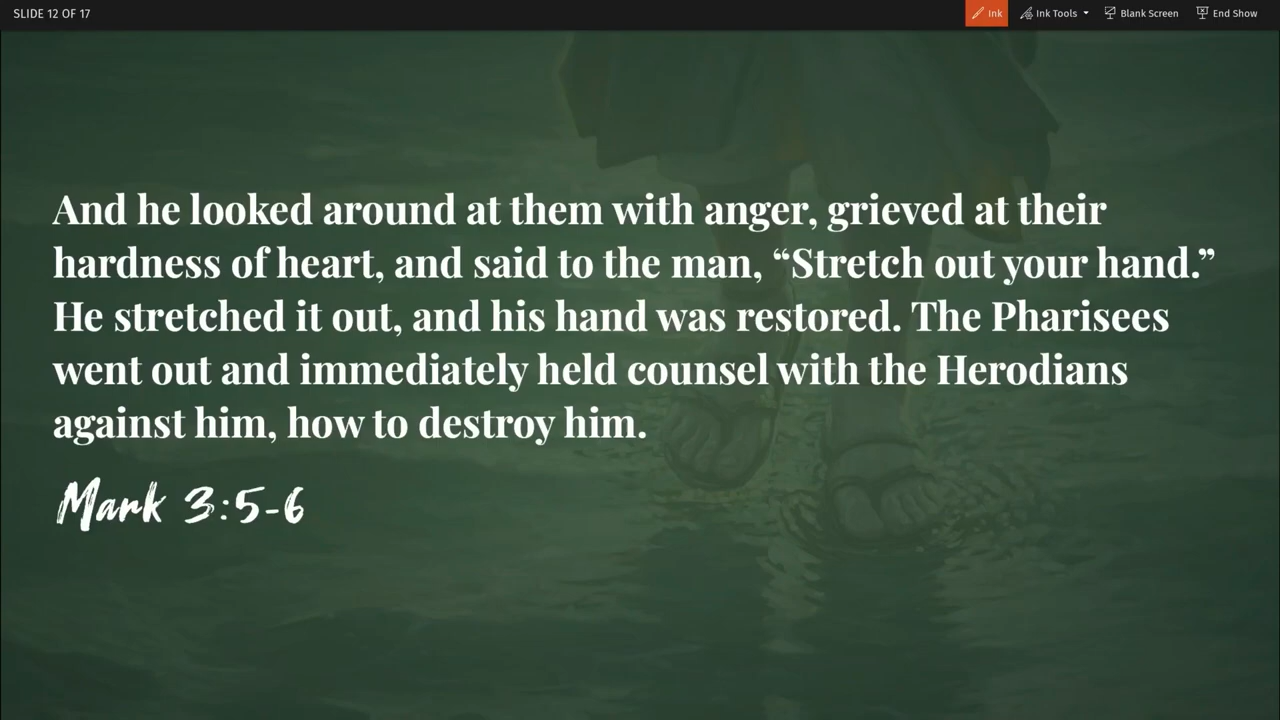 SLIDE 12 OF 17
Ink
Ink Tools
Blank Screen
End Show
And he looked around at them with anger, grieved at their
hardness of heart, and said to the man, “Stretch out your hand.”
He stretched it out, and his hand was restored. The Pharisees
went out and immediately held counsel with the Herodians
against him, how to destroy him.
Mark 3:5-6